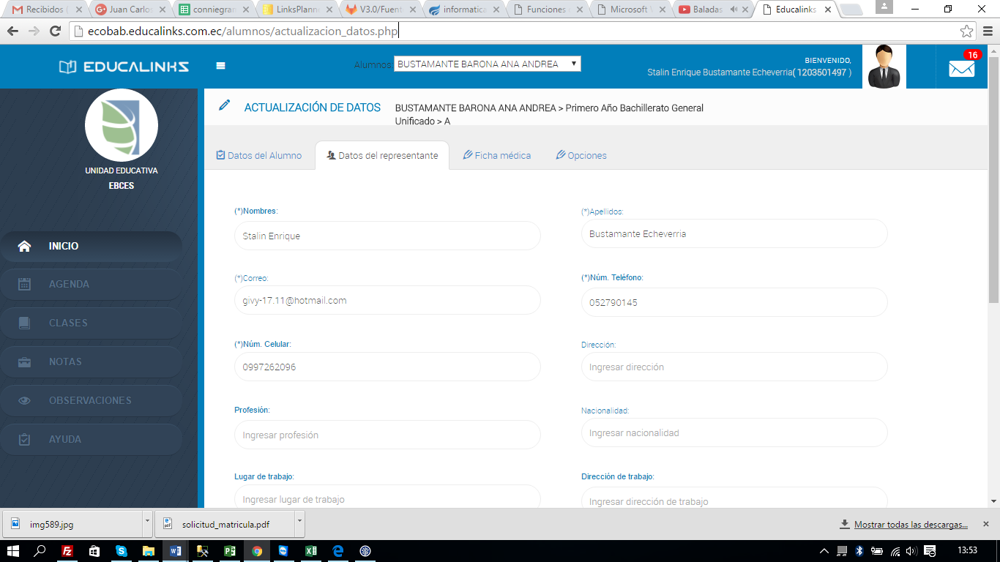 Recibidos (
Juan Carlos
conniegran
LinksPlann
V3.0/Fuent
informatica
Funciones
Microsoft V
Baladas
Educalinks
ecobab.educalinks.com.ec/alumnos/actualizacion_datos.php
EDUCALINKS
Alumnos: BUSTAMANTE BARONA ANA ANDREA
BIENVENIDO,
Stalin Enrique Bustamante Echeverria( 1203501497 )
16
UNIDAD EDUCATIVA
EBCES
INICIO
AGENDA
CLASES
NOTAS
OBSERVACIONES
AYUDA
ACTUALIZACIÓN DE DATOS
BUSTAMANTE BARONA ANA ANDREA > Primero Año Bachillerato General
Unificado > A
Datos del Alumno
Datos del representante
Ficha médica
Opciones
(*)Nombres:
Stalin Enrique
(*)Apellidos:
Bustamante Echeverria
(*)Correo:
givy-17.11@hotmail.com
(*)Núm. Teléfono:
052790145
(*)Núm. Celular:
0997262096
Dirección:
Ingresar dirección
Profesión:
Ingresar profesión
Nacionalidad:
Ingresar nacionalidad
Lugar de trabajo:
Ingresar lugar de trabajo
Dirección de trabajo:
Ingresar dirección de trabajo
img589.jpg
solicitud_matricula.pdf
Mostrar todas las descargas...
13:53